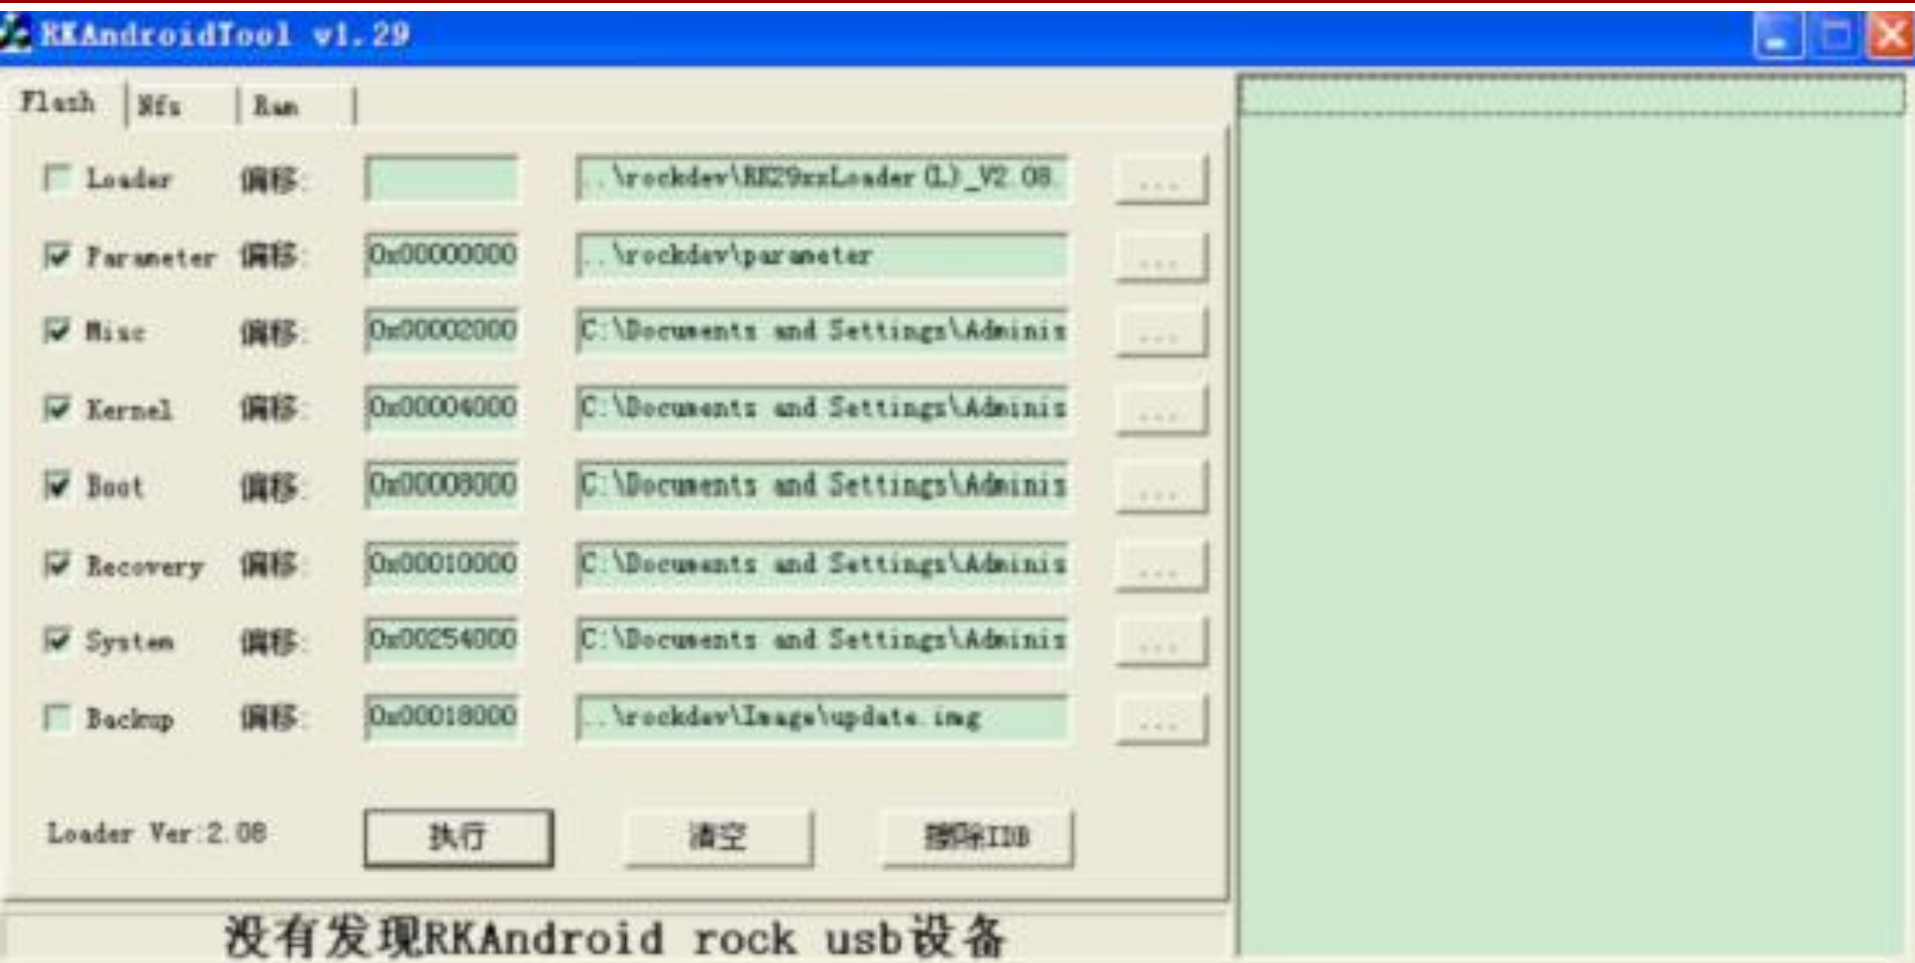 RKAndroidTool v1.29
Flash Nfs Ram
Loader 偏移: ..\rockdev\RK29xxLoader(L)_V2.08. ...
Parameter 偏移: 0x00000000 ..\rockdev\parameter ...
Misc 偏移: 0x00002000 C:\Documents and Settings\Adminis ...
Kernel 偏移: 0x00004000 C:\Documents and Settings\Adminis ...
Boot 偏移: 0x00008000 C:\Documents and Settings\Adminis ...
Recovery 偏移: 0x00010000 C:\Documents and Settings\Adminis ...
System 偏移: 0x00254000 C:\Documents and Settings\Adminis ...
Backup 偏移: 0x00018000 ..\rockdev\Image\update.img ...
Loader Ver:2.08 执行 清空 擦除IDB
没有发现RKAndroid rock usb设备